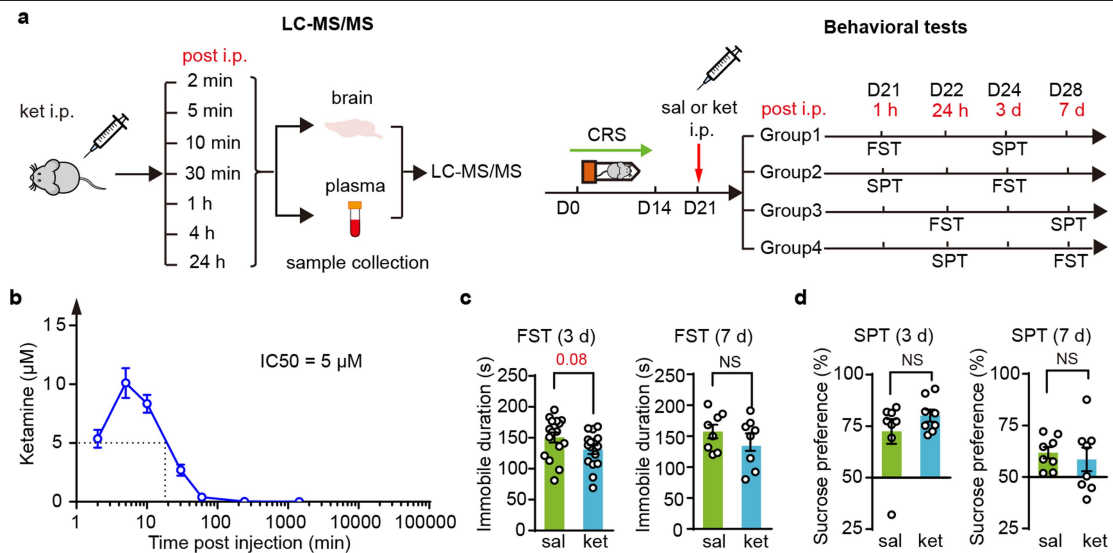 a
LC-MS/MS
post i.p.
ket i.p.
2 min
5 min
10 min
30 min
1 h
4 h
24 h
brain
plasma
sample collection
LC-MS/MS
Behavioral tests
CRS
sal or ket
i.p.
D0
D14
D21
D21 D22 D24 D28
post i.p. 1 h 24 h 3 d 7 d
Group1
FST SPT
Group2
SPT FST
Group3
FST SPT
Group4
SPT FST
b
Ketamine (μM)
15
10
5
0
IC50 = 5 μM
1 10 100 1000 10000 100000
Time post injection (min)
c
FST (3 d)
0.08
Immobile duration (s)
250
200
150
100
50
0
sal ket
FST (7 d)
NS
Immobile duration (s)
250
200
150
100
50
0
sal ket
d
SPT (3 d)
NS
Sucrose preference (%)
100
75
50
25
sal ket
SPT (7 d)
NS
Sucrose preference (%)
100
75
50
25
sal ket